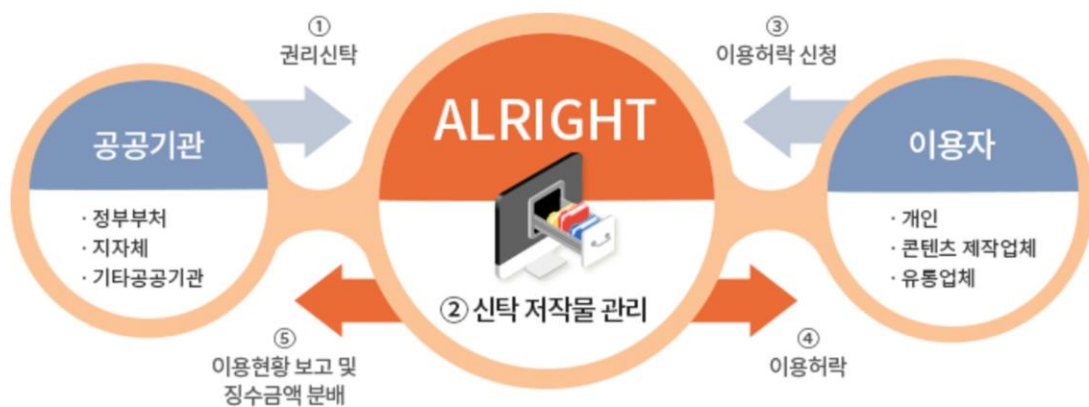 ①
권리신탁
③
이용허락 신청
공공기관
· 정부부처
· 지자체
· 기타공공기관
ALRIGHT
② 신탁 저작물 관리
이용자
· 개인
· 콘텐츠 제작업체
· 유통업체
⑤
이용현황 보고 및
징수금액 분배
④
이용허락